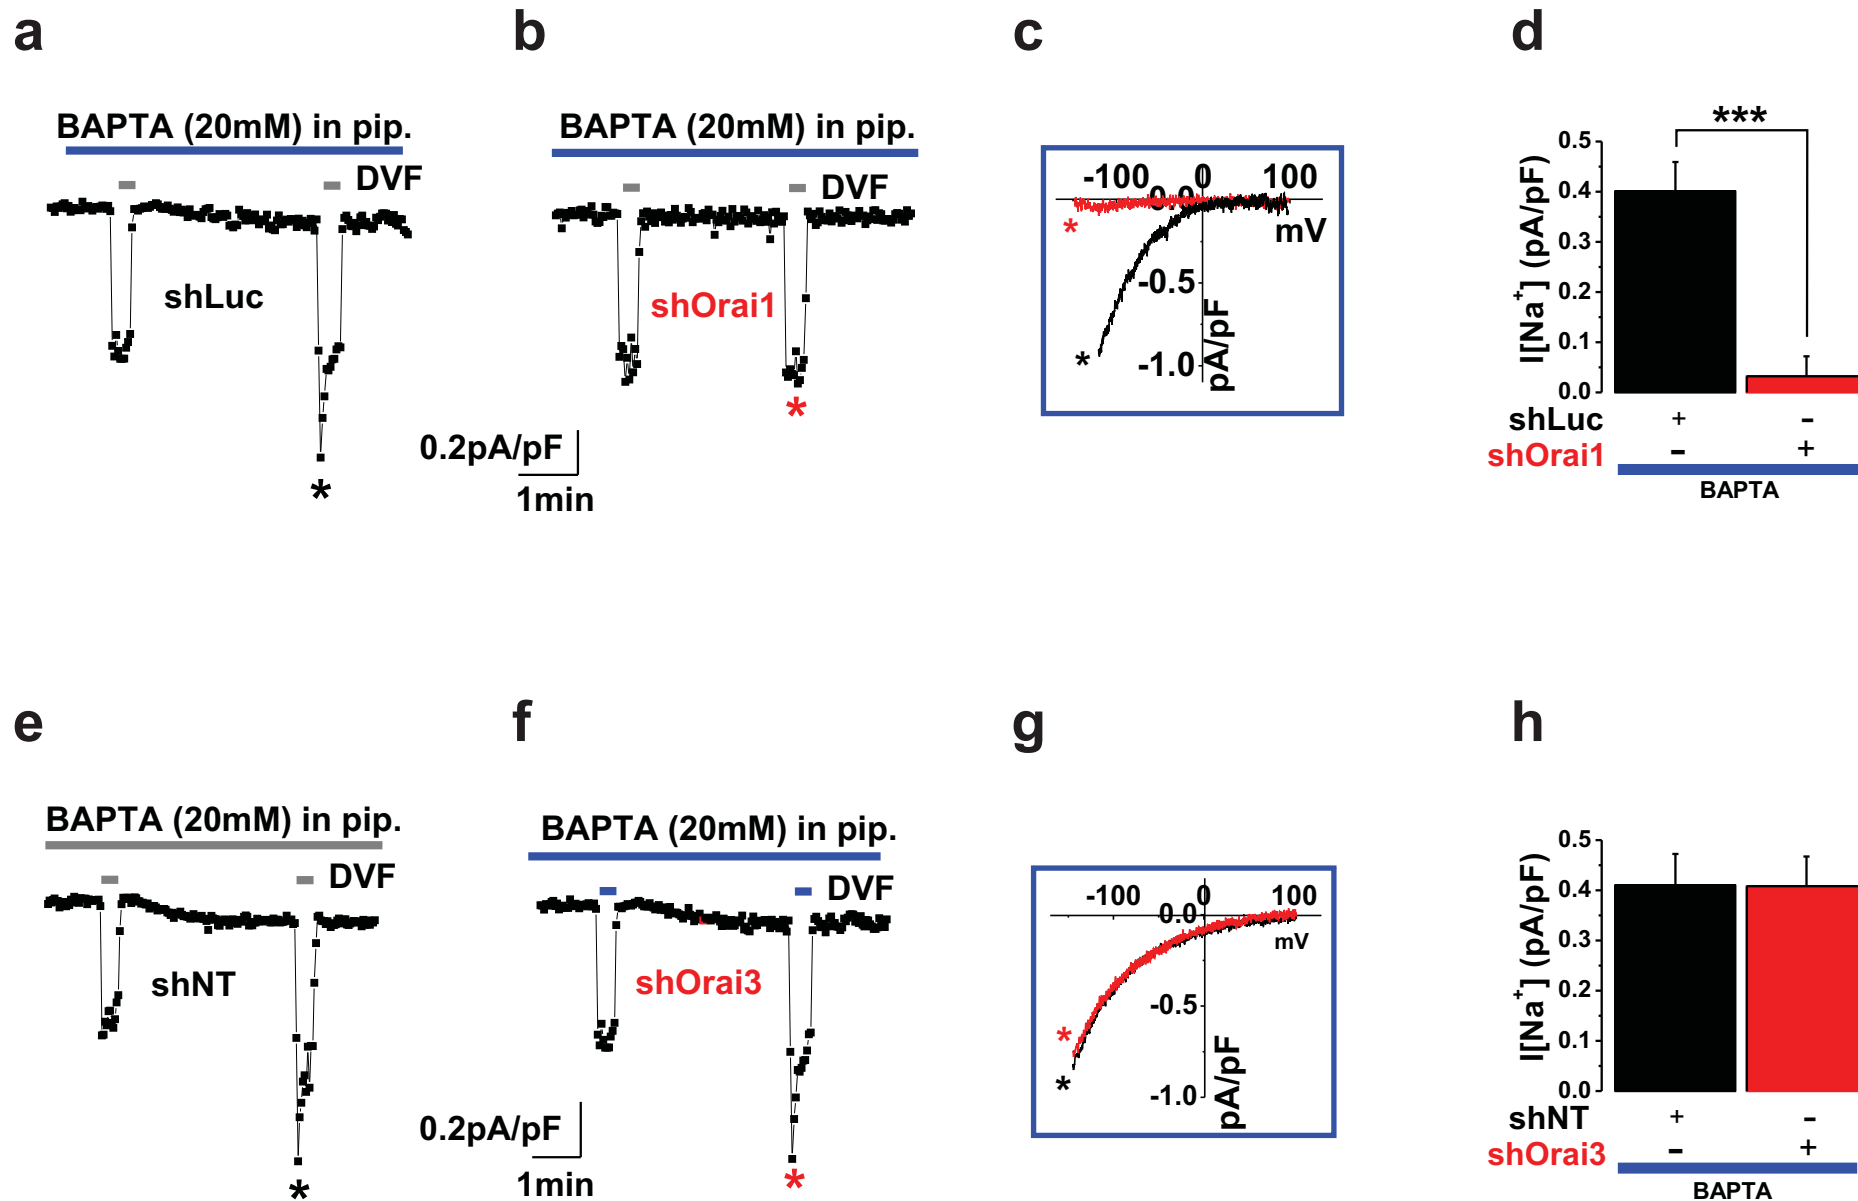 a
b
c
d
BAPTA (20mM) in pip.
DVF
shLuc
*
BAPTA (20mM) in pip.
DVF
shOrai1
*
0.2pA/pF
1min
-100 0 100
0.0
mV
-0.5
-1.0
pA/pF
*
*
***
0.5
0.4
0.3
0.2
0.1
0.0
I[Na+] (pA/pF)
shLuc + -
shOrai1 - +
BAPTA
e
f
g
h
BAPTA (20mM) in pip.
DVF
shNT
*
BAPTA (20mM) in pip.
DVF
shOrai3
*
0.2pA/pF
1min
-100 0 100
0.0
mV
-0.5
-1.0
pA/pF
*
*
0.5
0.4
0.3
0.2
0.1
0.0
I[Na+] (pA/pF)
shNT + -
shOrai3 - +
BAPTA